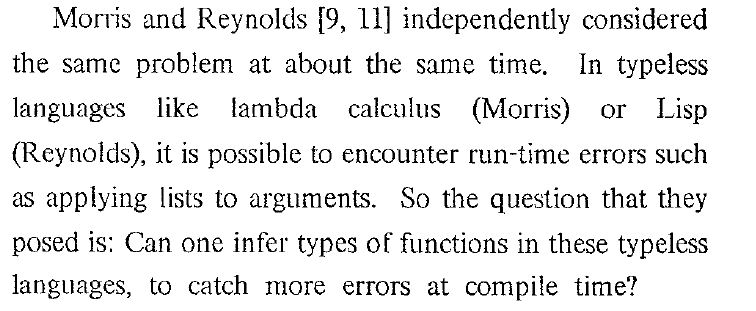 Morris and Reynolds [9, 11] independently considered
the same problem at about the same time. In typeless
languages like lambda calculus (Morris) or Lisp
(Reynolds), it is possible to encounter run-time errors such
as applying lists to arguments. So the question that they
posed is: Can one infer types of functions in these typeless
languages, to catch more errors at compile time?